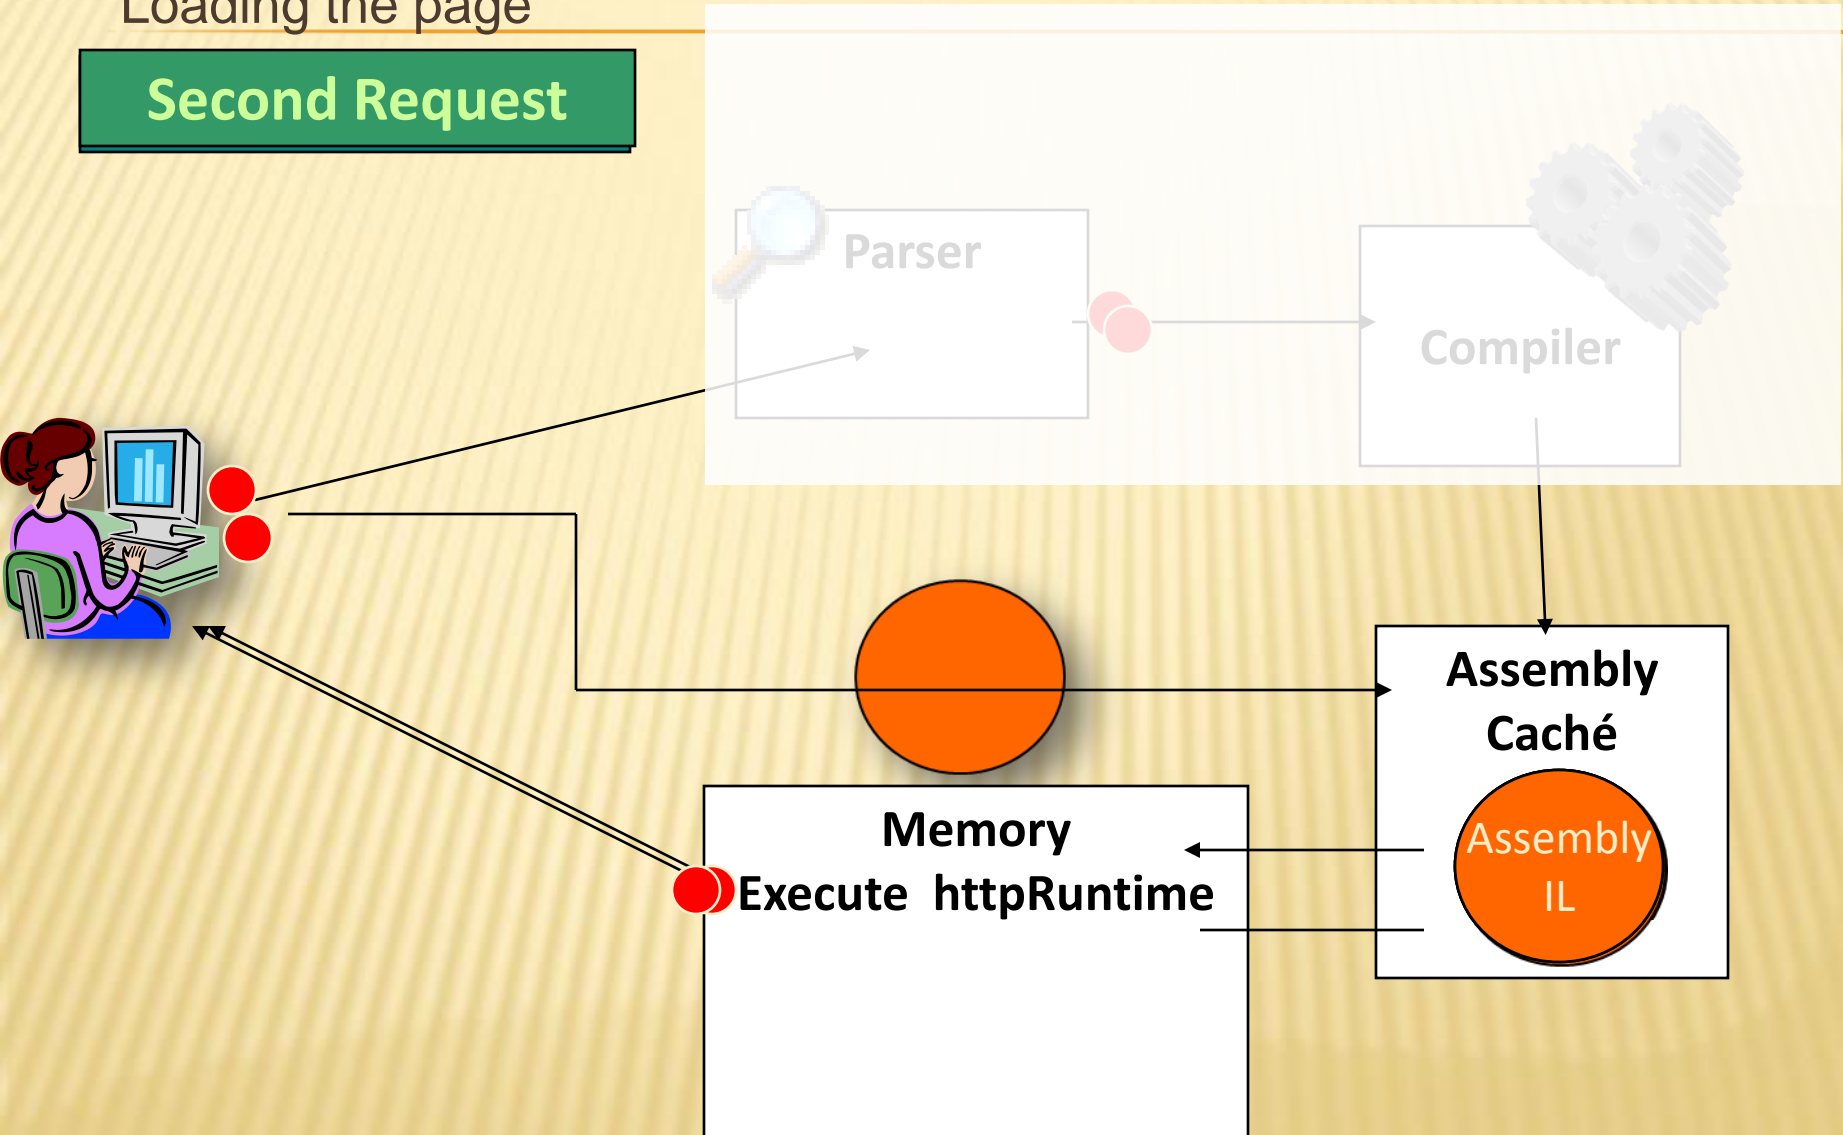 Loading the page
Second Request
Parser
Compiler
Assembly
Caché
Assembly
IL
Memory
Execute httpRuntime